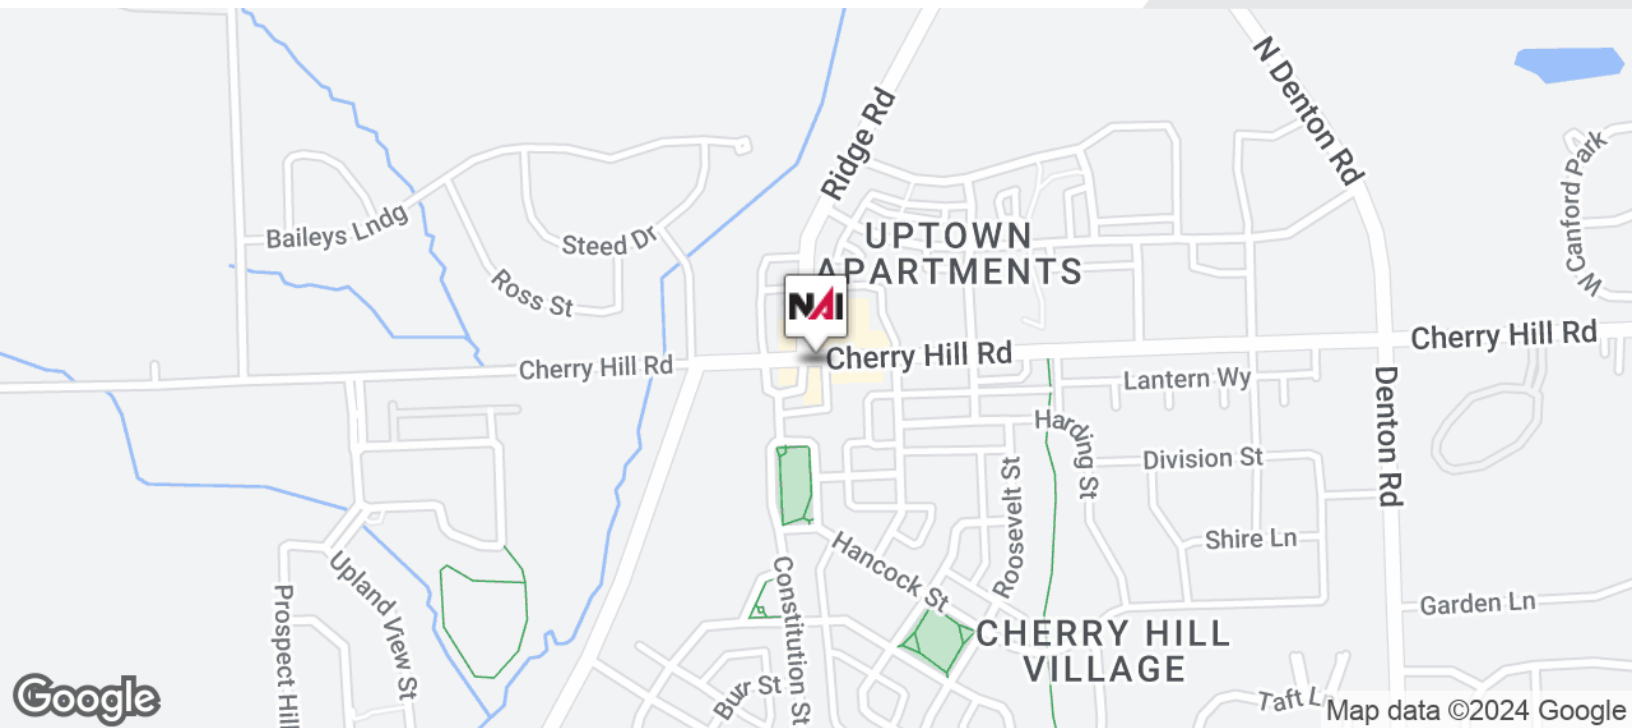 N Denton Rd
Ridge Rd
W Canford Park
Baileys Lndg
Steed Dr
UPTOWN
APARTMENTS
Ross St
NAI
Cherry Hill Rd
Cherry Hill Rd
Cherry Hill Rd
Lantern Wy
Denton Rd
Harding St
Division St
Roosevelt St
Shire Ln
Hancock St
Upland View St
Constitution St
Prospect Hill
Garden Ln
CHERRY HILL
VILLAGE
Burr St
Taft L
Google
Map data ©2024 Google